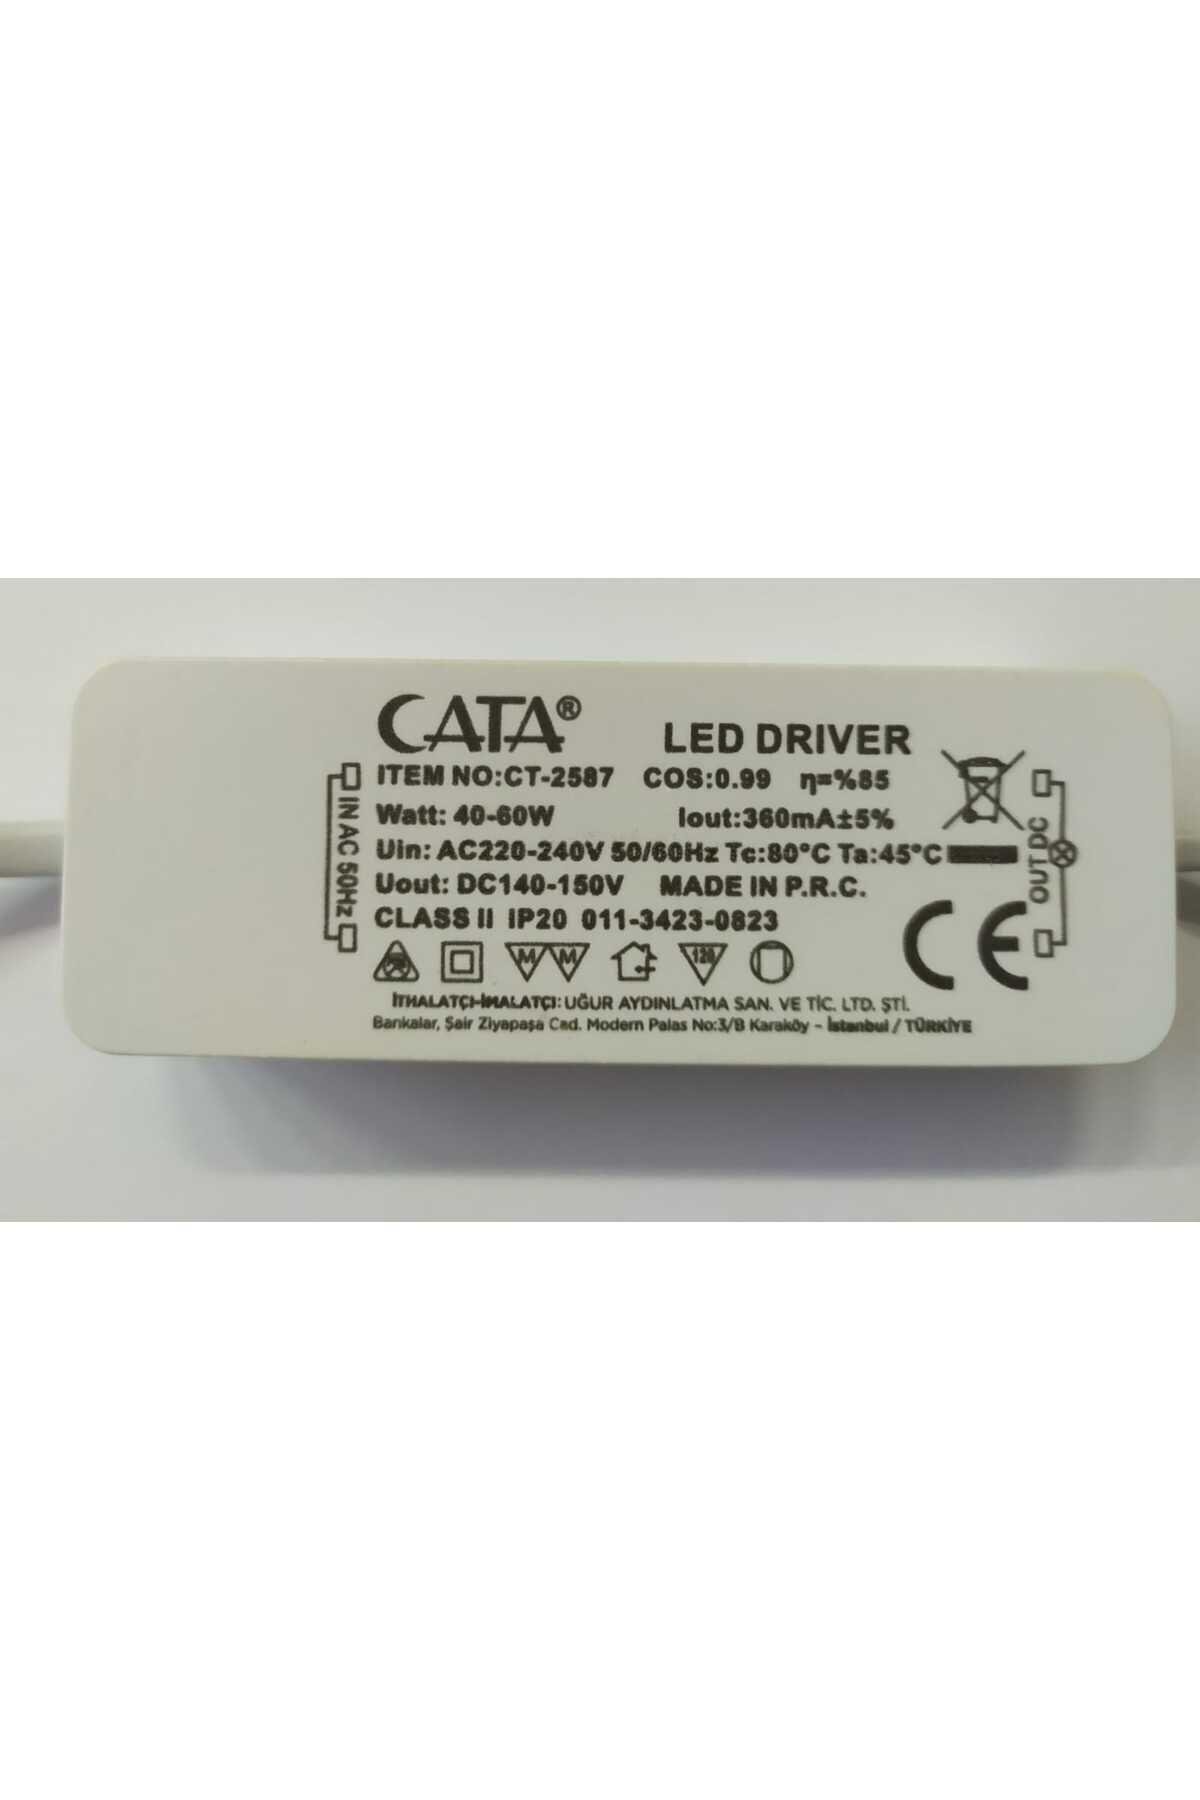 CATA® LED DRIVER
ITEM NO:CT-2587 COS:0.99 η=%85
Watt: 40-60W Iout:360mA±5%
Uin: AC220-240V 50/60Hz Tc:80°C Ta:45°C
Uout: DC140-150V MADE IN P.R.C.
CLASS II IP20 011-3423-0823
M M 120
CE
İTHALATÇI-İMALATÇI: UĞUR AYDINLATMA SAN. VE TİC. LTD. ŞTİ.
Bankalar, Şair Ziyapaşa Cad. Modern Palas No:3/B Karaköy - İstanbul / TÜRKİYE
IN AC 50Hz
OUT DC